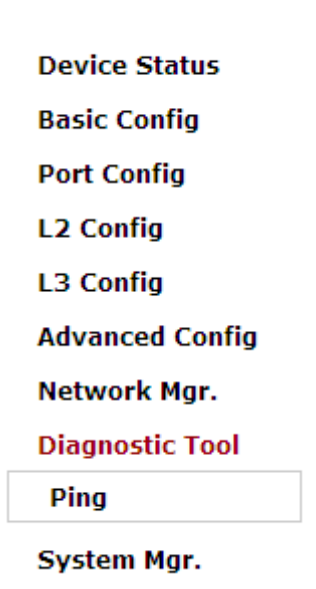 Device Status
Basic Config
Port Config
L2 Config
L3 Config
Advanced Config
Network Mgr.
Diagnostic Tool
Ping
System Mgr.